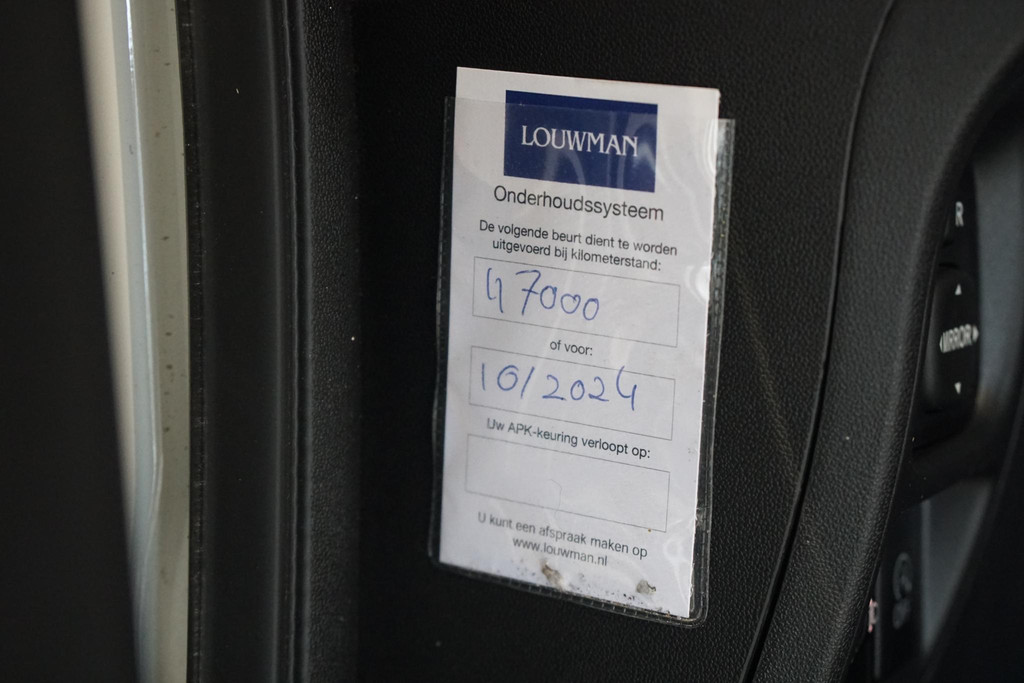 LOUWMAN
Onderhoudssysteem
De volgende beurt dient te worden
uitgevoerd bij kilometerstand:
47000
of voor:
10/2024
Uw APK-keuring verloopt op:
U kunt een afspraak maken op
www.louwman.nl
R
MIRROR